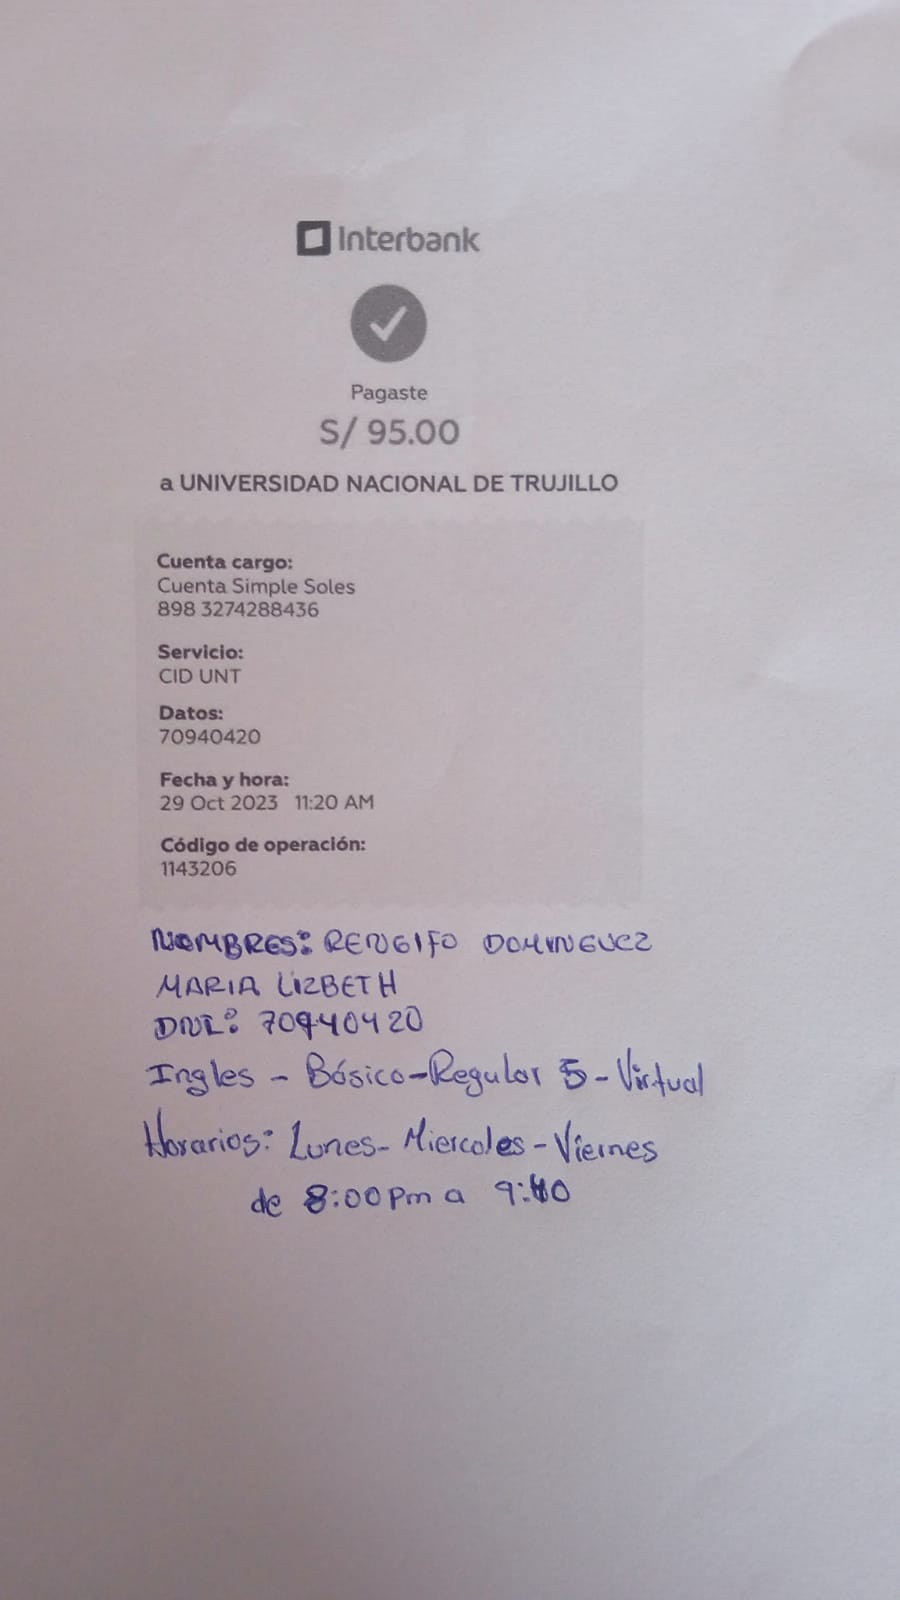 Interbank
Pagaste
S/ 95.00
a UNIVERSIDAD NACIONAL DE TRUJILLO
Cuenta cargo:
Cuenta Simple Soles
898 3274288436
Servicio:
CID UNT
Datos:
70940420
Fecha y hora:
29 Oct 2023 11:20 AM
Código de operación:
1143206
NOMBRES: RENGIFO DOMINGUEZ
MARIA LIZBETH
DNI: 70940420
Ingles - Básico-Regular 5 - Virtual
Horarios: Lunes- Miercoles - Viernes
de 8:00pm a 9:40